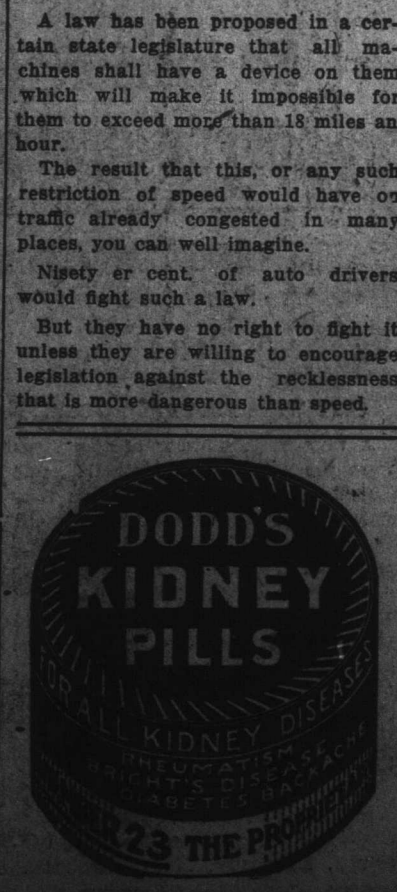 A law has been proposed in a cer-
tain state legislature that all ma-
chines shall have a device on them
which will make it impossible for
them to exceed more than 18 miles an
hour.
The result that this, or any such
restriction of speed would have on
traffic already congested in many
places, you can well imagine.
Nisety er cent. of auto drivers
would fight such a law.
But they have no right to fight it
unless they are willing to encourage
legislation against the recklessness
that is more dangerous than speed.
DODD'S
KIDNEY
PILLS
FOR ALL KIDNEY DISEASES
RHEUMATISM
BRIGHT'S DISEASE
DIABETES BACKACHE
23 THE